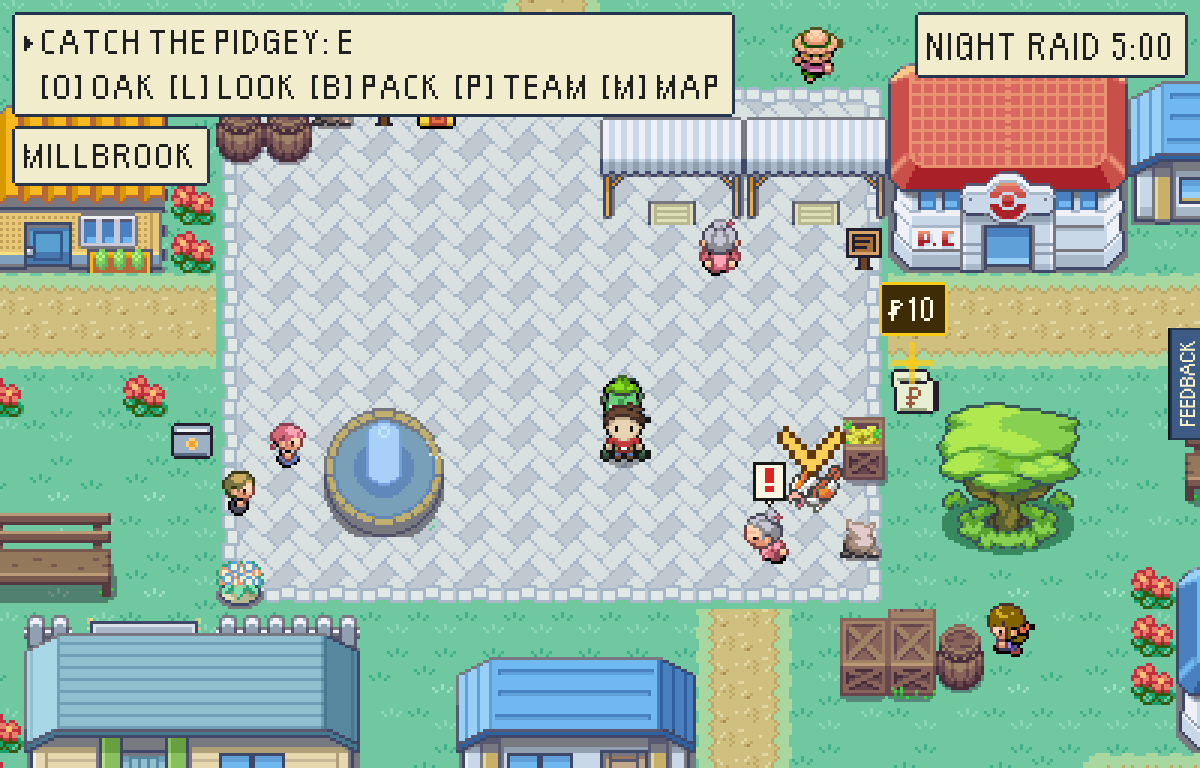 CATCH THE PIDGEY: E
[O] OAK [L] LOOK [B] PACK [P] TEAM [M] MAP
NIGHT RAID 5:00
MILLBROOK
P.C
₽10
₽
!
FEEDBACK